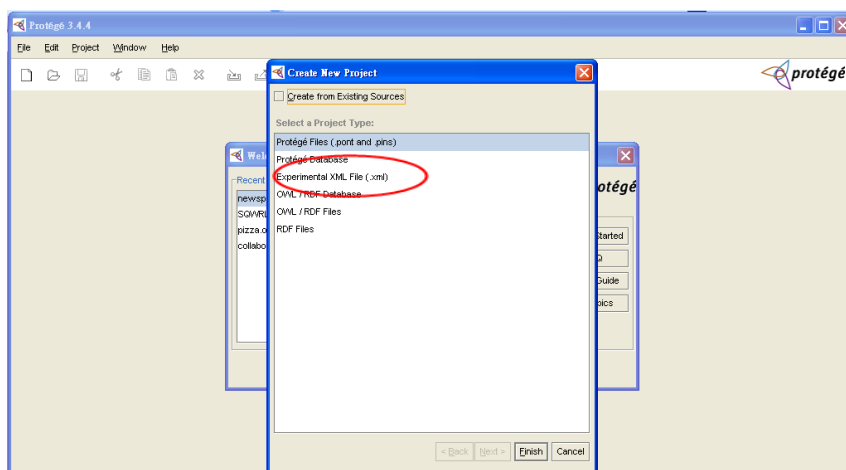 Protégé 3.4.4
File Edit Project Window Help
protégé
Create New Project
Create from Existing Sources
Select a Project Type:
Protégé Files (.pont and .pins)
Protégé Database
Experimental XML File (.xml)
OWL / RDF Database
OWL / RDF Files
RDF Files
< Back Next > Finish Cancel
Recent
pizza.o
collabo
otégé
Started
Guide